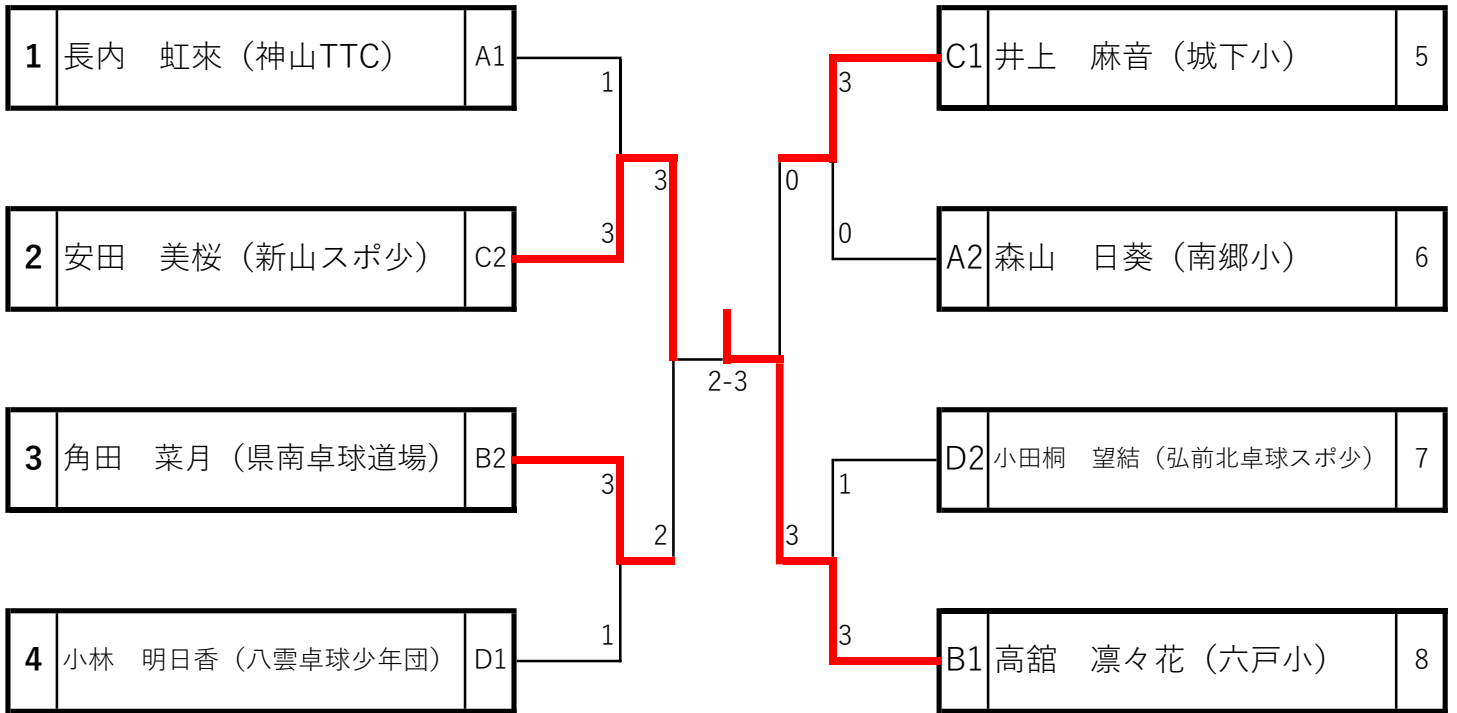 1 長内　虹來（神山TTC） A1
1
3
2 安田　美桜（新山スポ少） C2
3
3 角田　菜月（県南卓球道場） B2
3
2
4 小林　明日香（八雲卓球少年団） D1
1
2-3
C1 井上　麻音（城下小） 5
3
0
A2 森山　日葵（南郷小） 6
0
D2 小田桐　望結（弘前北卓球スポ少） 7
1
3
B1 高舘　凛々花（六戸小） 8
3